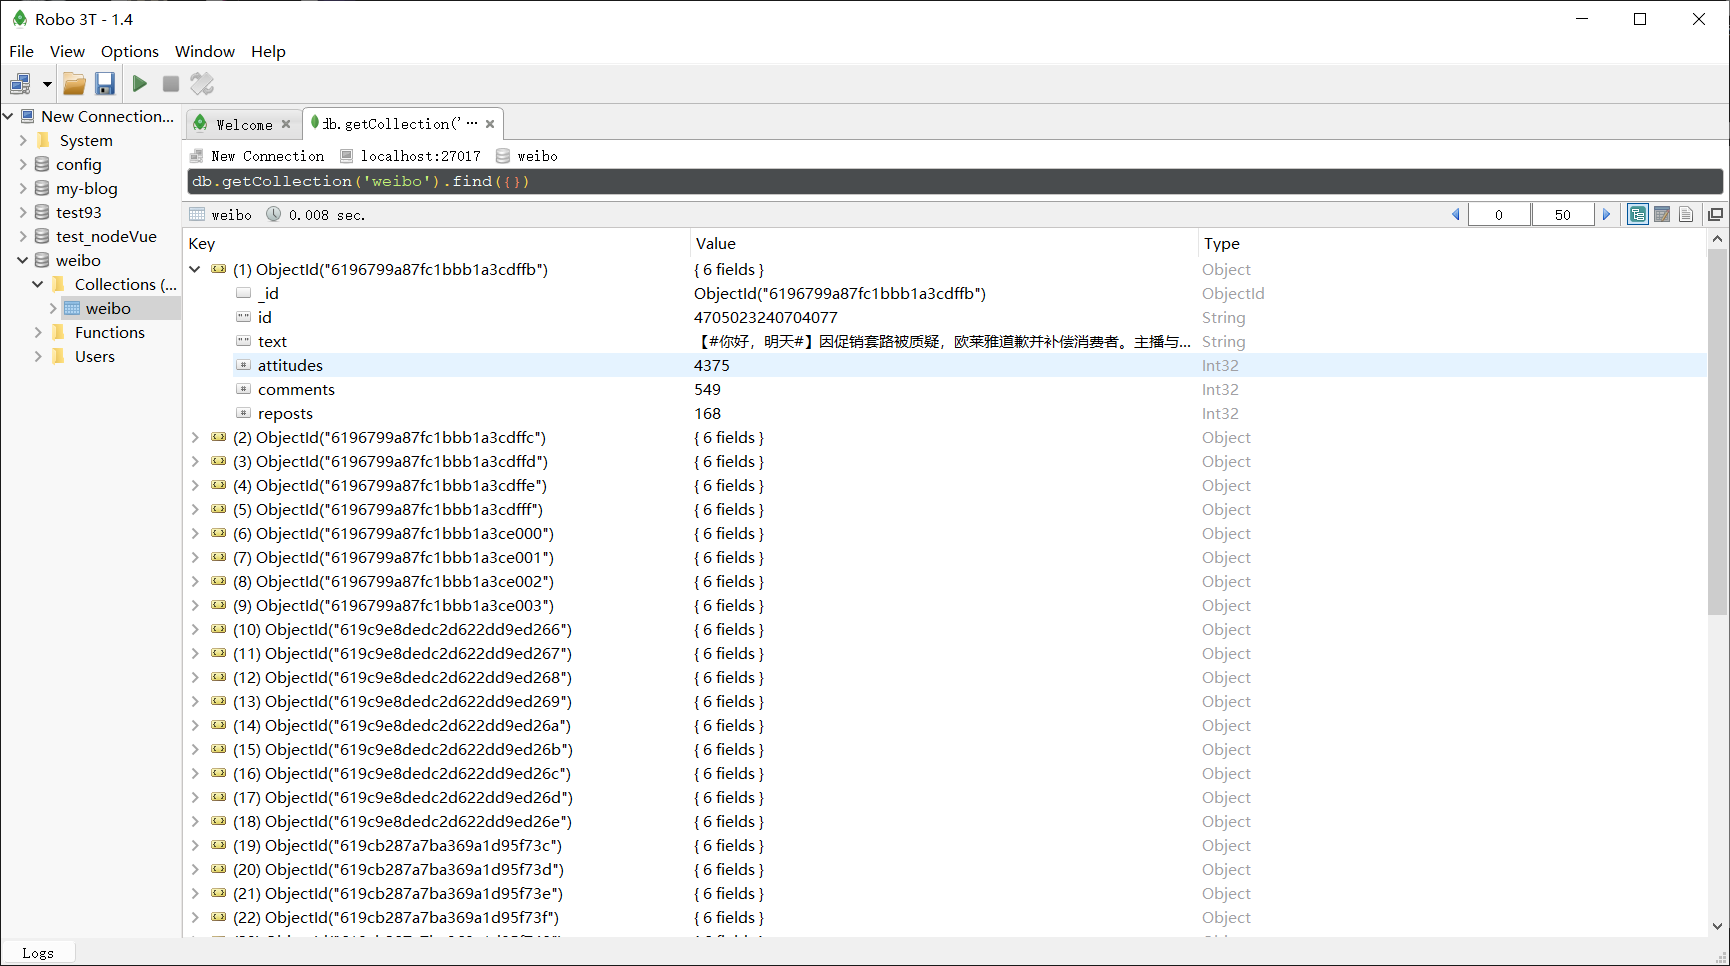 Robo 3T - 1.4
File View Options Window Help
New Connection...
System
config
my-blog
test93
test_nodeVue
weibo
Collections (...
weibo
Functions
Users
Welcome
db.getCollection('...
New Connection localhost:27017 weibo
db.getCollection('weibo').find({})
weibo 0.008 sec. 0 50
Key Value Type
(1) ObjectId("6196799a87fc1bbb1a3cdffb") { 6 fields } Object
_id ObjectId("6196799a87fc1bbb1a3cdffb") ObjectId
id 4705023240704077 String
text 【#你好，明天#】因促销套路被质疑，欧莱雅道歉并补偿消费者。主播与... String
attitudes 4375 Int32
comments 549 Int32
reposts 168 Int32
(2) ObjectId("6196799a87fc1bbb1a3cdffc") { 6 fields } Object
(3) ObjectId("6196799a87fc1bbb1a3cdffd") { 6 fields } Object
(4) ObjectId("6196799a87fc1bbb1a3cdffe") { 6 fields } Object
(5) ObjectId("6196799a87fc1bbb1a3cdfff") { 6 fields } Object
(6) ObjectId("6196799a87fc1bbb1a3ce000") { 6 fields } Object
(7) ObjectId("6196799a87fc1bbb1a3ce001") { 6 fields } Object
(8) ObjectId("6196799a87fc1bbb1a3ce002") { 6 fields } Object
(9) ObjectId("6196799a87fc1bbb1a3ce003") { 6 fields } Object
(10) ObjectId("619c9e8dedc2d622dd9ed266") { 6 fields } Object
(11) ObjectId("619c9e8dedc2d622dd9ed267") { 6 fields } Object
(12) ObjectId("619c9e8dedc2d622dd9ed268") { 6 fields } Object
(13) ObjectId("619c9e8dedc2d622dd9ed269") { 6 fields } Object
(14) ObjectId("619c9e8dedc2d622dd9ed26a") { 6 fields } Object
(15) ObjectId("619c9e8dedc2d622dd9ed26b") { 6 fields } Object
(16) ObjectId("619c9e8dedc2d622dd9ed26c") { 6 fields } Object
(17) ObjectId("619c9e8dedc2d622dd9ed26d") { 6 fields } Object
(18) ObjectId("619c9e8dedc2d622dd9ed26e") { 6 fields } Object
(19) ObjectId("619cb287a7ba369a1d95f73c") { 6 fields } Object
(20) ObjectId("619cb287a7ba369a1d95f73d") { 6 fields } Object
(21) ObjectId("619cb287a7ba369a1d95f73e") { 6 fields } Object
(22) ObjectId("619cb287a7ba369a1d95f73f") { 6 fields } Object
Logs